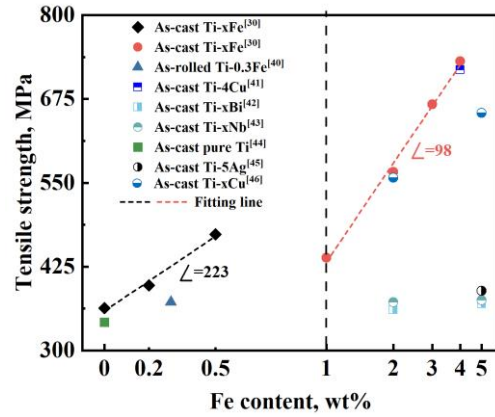 Tensile strength, MPa
800
675
550
425
300
As-cast Ti-xFe[30]
As-cast Ti-xFe[30]
As-rolled Ti-0.3Fe[40]
As-cast Ti-4Cu[41]
As-cast Ti-xBi[42]
As-cast Ti-xNb[43]
As-cast pure Ti[44]
As-cast Ti-5Ag[45]
As-cast Ti-xCu[46]
Fitting line
∠=98
∠=223
0 0.2 0.5 1 2 3 4 5
Fe content, wt%